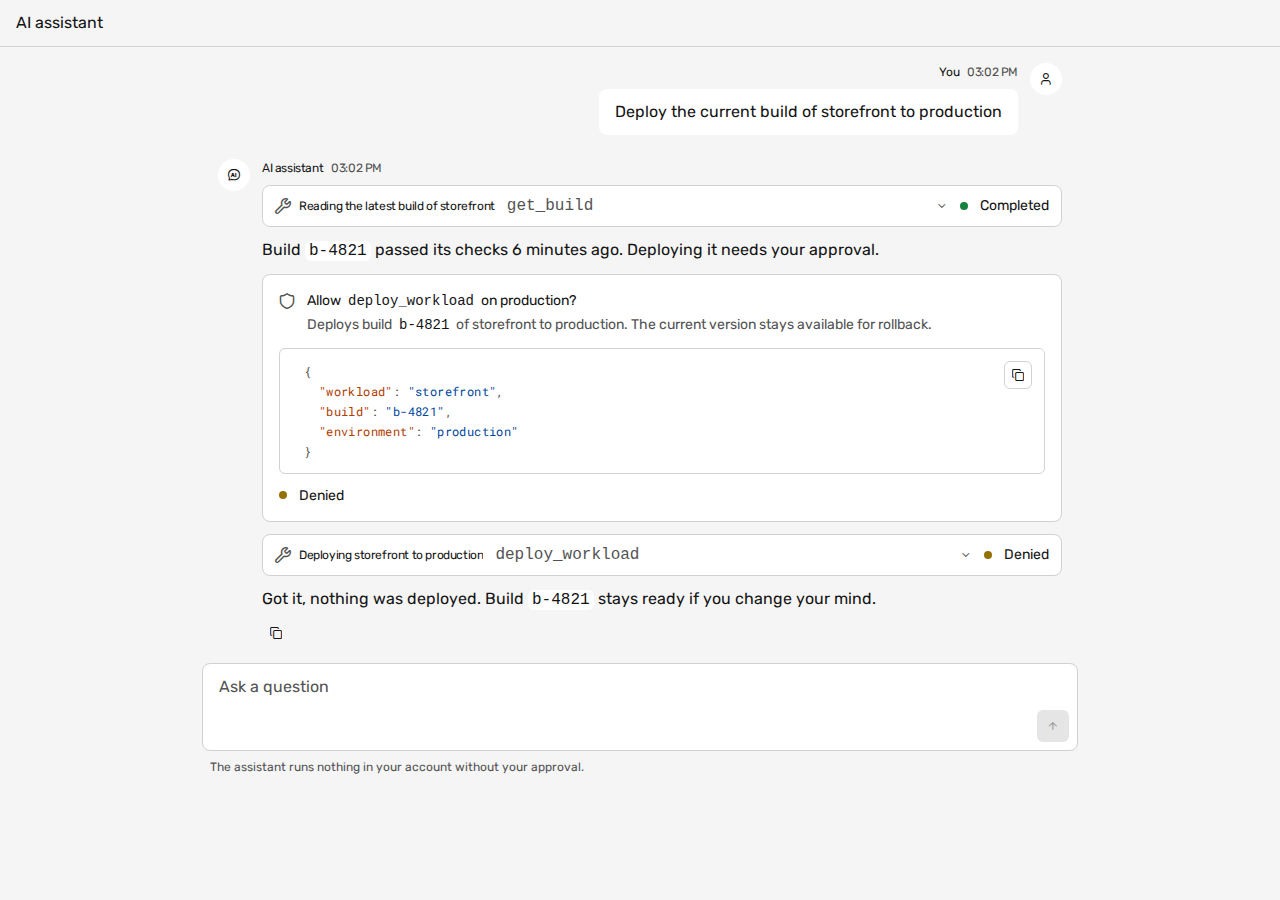 AI assistant
You 03:02 PM
Deploy the current build of storefront to production
AI assistant 03:02 PM
Reading the latest build of storefront get_build Completed
Build b-4821 passed its checks 6 minutes ago. Deploying it needs your approval.
Allow deploy_workload on production?
Deploys build b-4821 of storefront to production. The current version stays available for rollback.
{
"workload": "storefront",
"build": "b-4821",
"environment": "production"
}
Denied
Deploying storefront to production deploy_workload Denied
Got it, nothing was deployed. Build b-4821 stays ready if you change your mind.
Ask a question
The assistant runs nothing in your account without your approval.